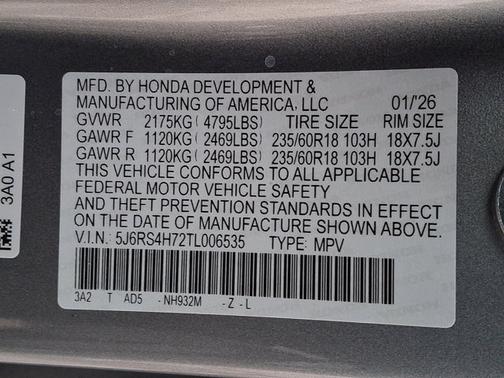 MFD. BY HONDA DEVELOPMENT &
MANUFACTURING OF AMERICA, LLC 01/'26
GVWR 2175KG (4795LBS) TIRE SIZE RIM SIZE
GAWR F 1120KG (2469LBS) 235/60R18 103H 18X7.5J
GAWR R 1120KG (2469LBS) 235/60R18 103H 18X7.5J
THIS VEHICLE CONFORMS TO ALL APPLICABLE
FEDERAL MOTOR VEHICLE SAFETY
AND THEFT PREVENTION STANDARDS IN EFFECT
ON THE DATE OF MANUFACTURE SHOWN ABOVE.
V.I.N.: 5J6RS4H72TL006535 TYPE: MPV
3A2 T AD5 - NH932M - Z - L
3A0 A1